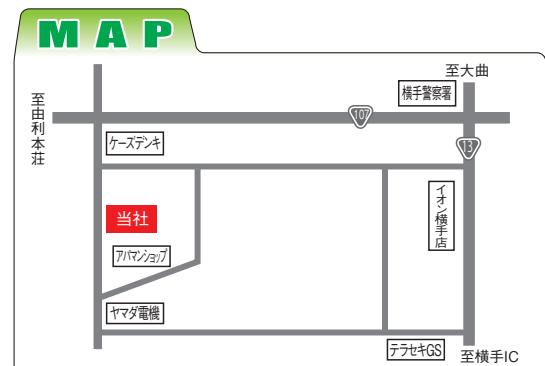 MAP
至大曲
横手警察署
至由利本荘
107
ケーズデンキ
13
イオン横手店
当社
アパマンショップ
ヤマダ電機
テラセキGS
至横手IC